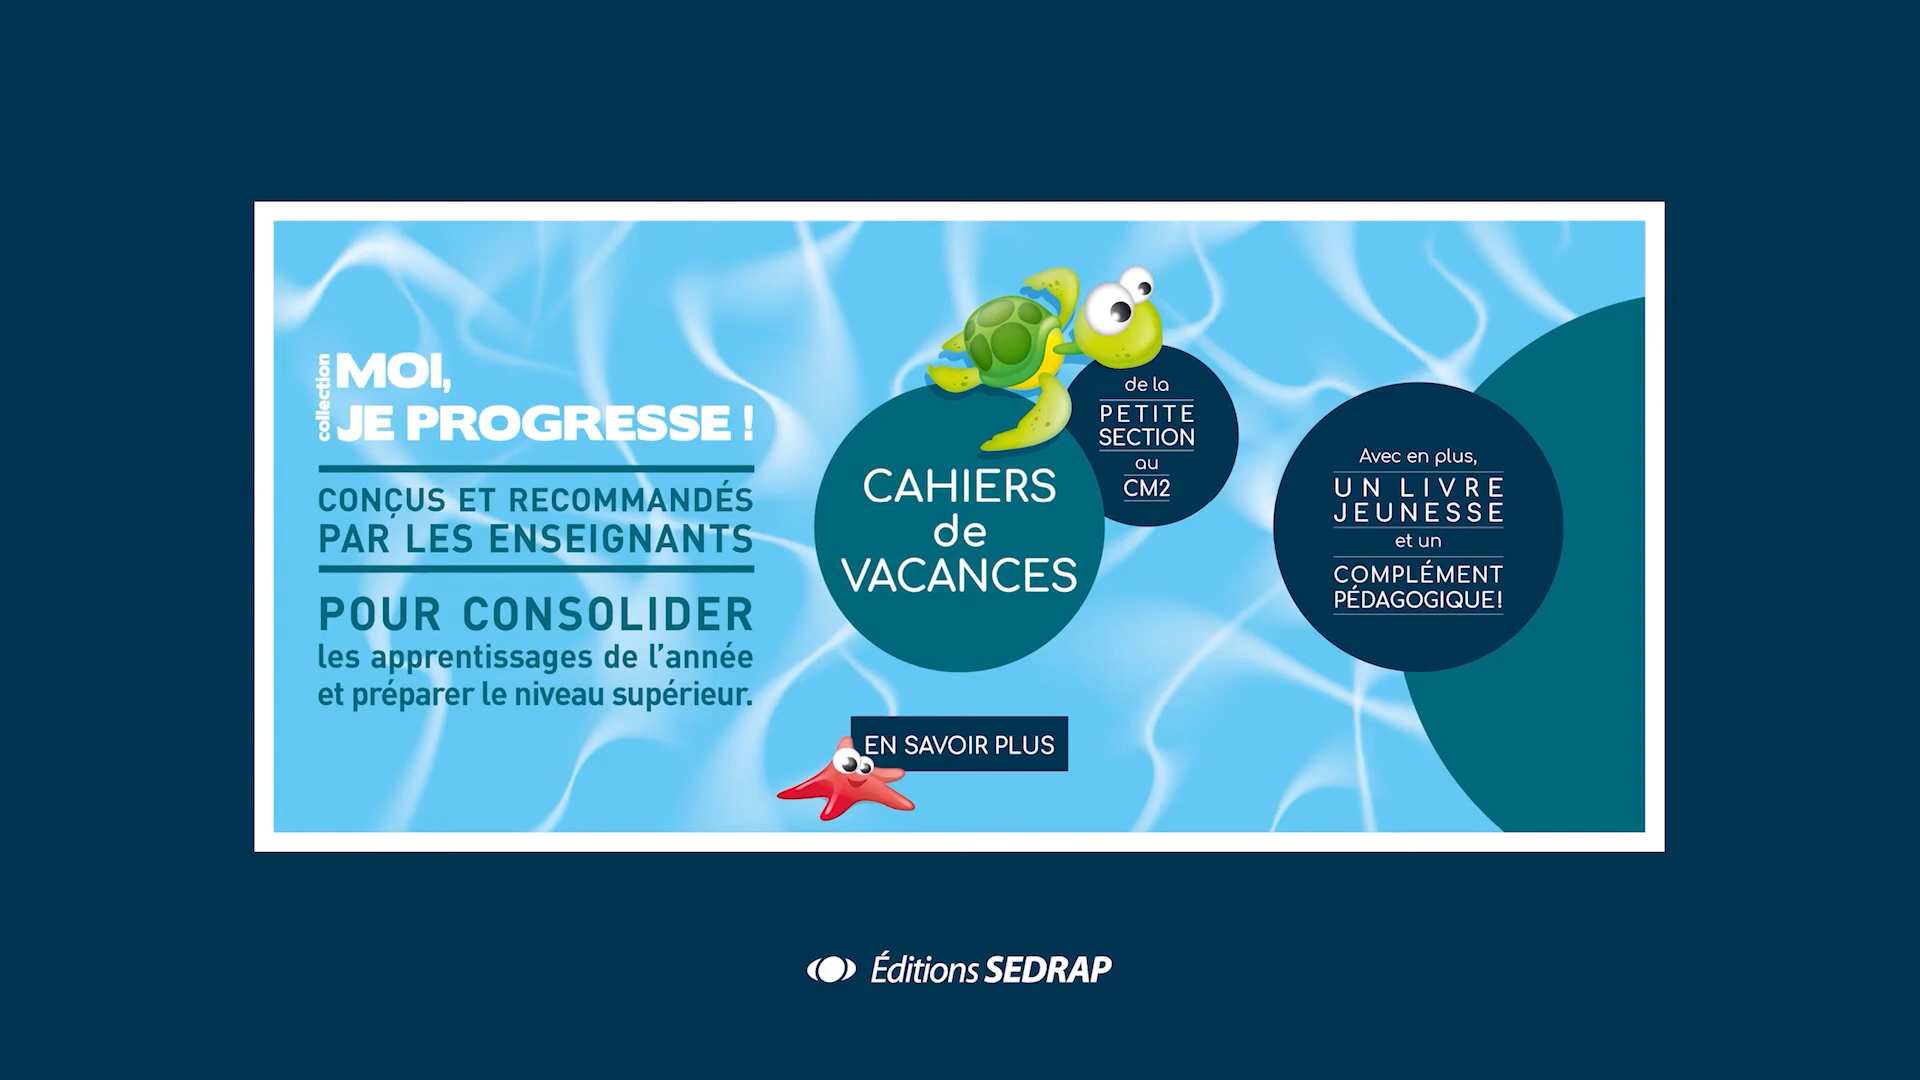 collection
MOI,
JE PROGRESSE !
CONÇUS ET RECOMMANDÉS
PAR LES ENSEIGNANTS
POUR CONSOLIDER
les apprentissages de l'année
et préparer le niveau supérieur.
CAHIERS
de
VACANCES
de la
PETITE
SECTION
au
CM2
Avec en plus,
UN LIVRE
JEUNESSE
et un
COMPLÉMENT
PÉDAGOGIQUE!
EN SAVOIR PLUS
Éditions SEDRAP